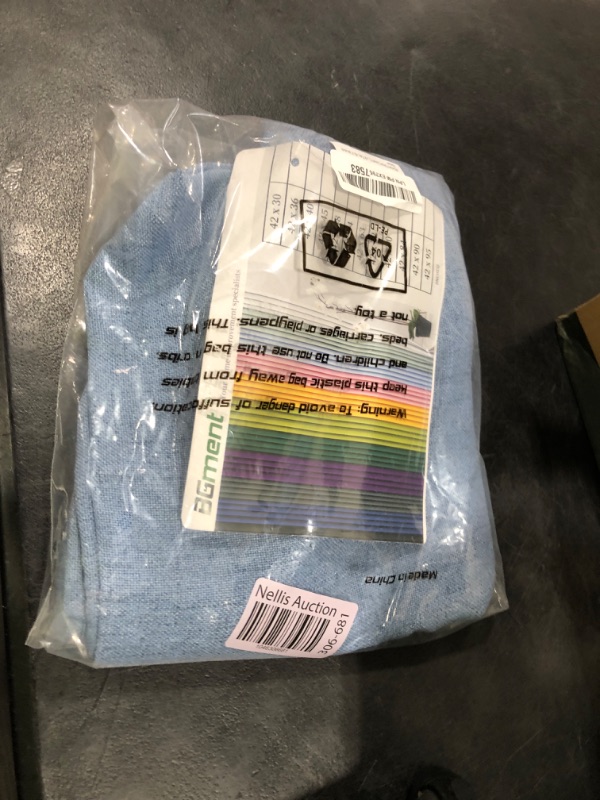 7583
42 x 30
42 x 36
42 x 90
42 x 95
04
PE-LD
BGment
Warning: To avoid danger of suffocation,
keep this plastic bag away from babies
and children. Do not use this bag in cribs,
beds, carriages or playpens. This bag is
not a toy.
Made in China
Nellis Auction
306-681